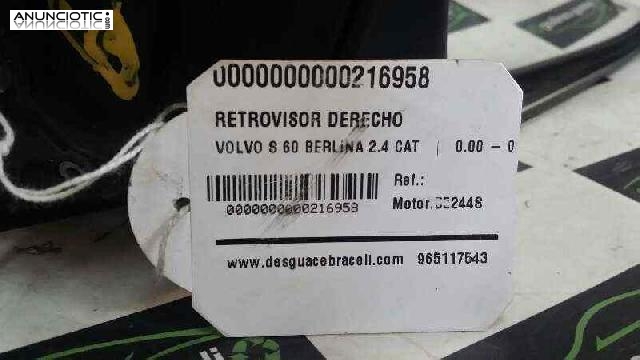 ANUNCIOTIC
0000000000216958
RETROVISOR DERECHO
VOLVO S 60 BERLINA 2.4 CAT | 0.00 - 0
Ref.:
0000000000216958
Motor.
www.desguacebraceli.com 965117543